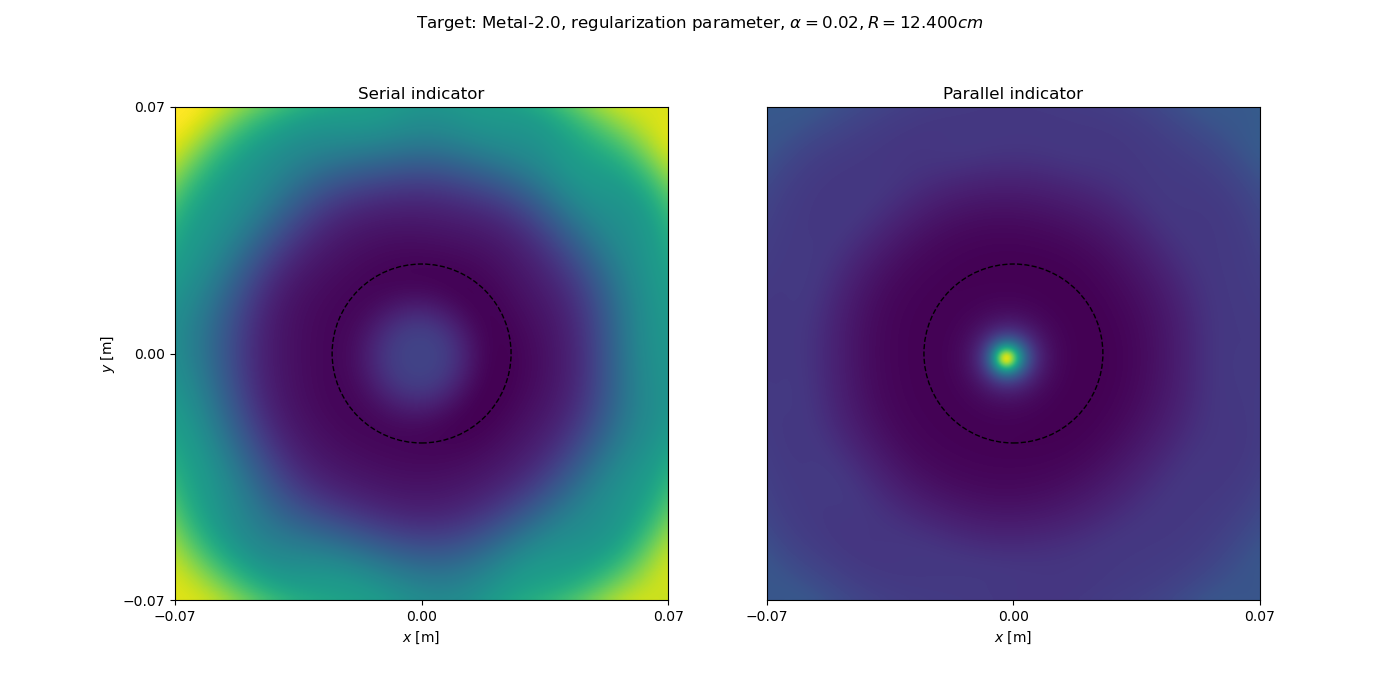 Target: Metal-2.0, regularization parameter, α = 0.02, R = 12.400cm
Serial indicator
Parallel indicator
0.07
0.00
−0.07
y [m]
−0.07
0.00
0.07
x [m]
−0.07
0.00
0.07
x [m]